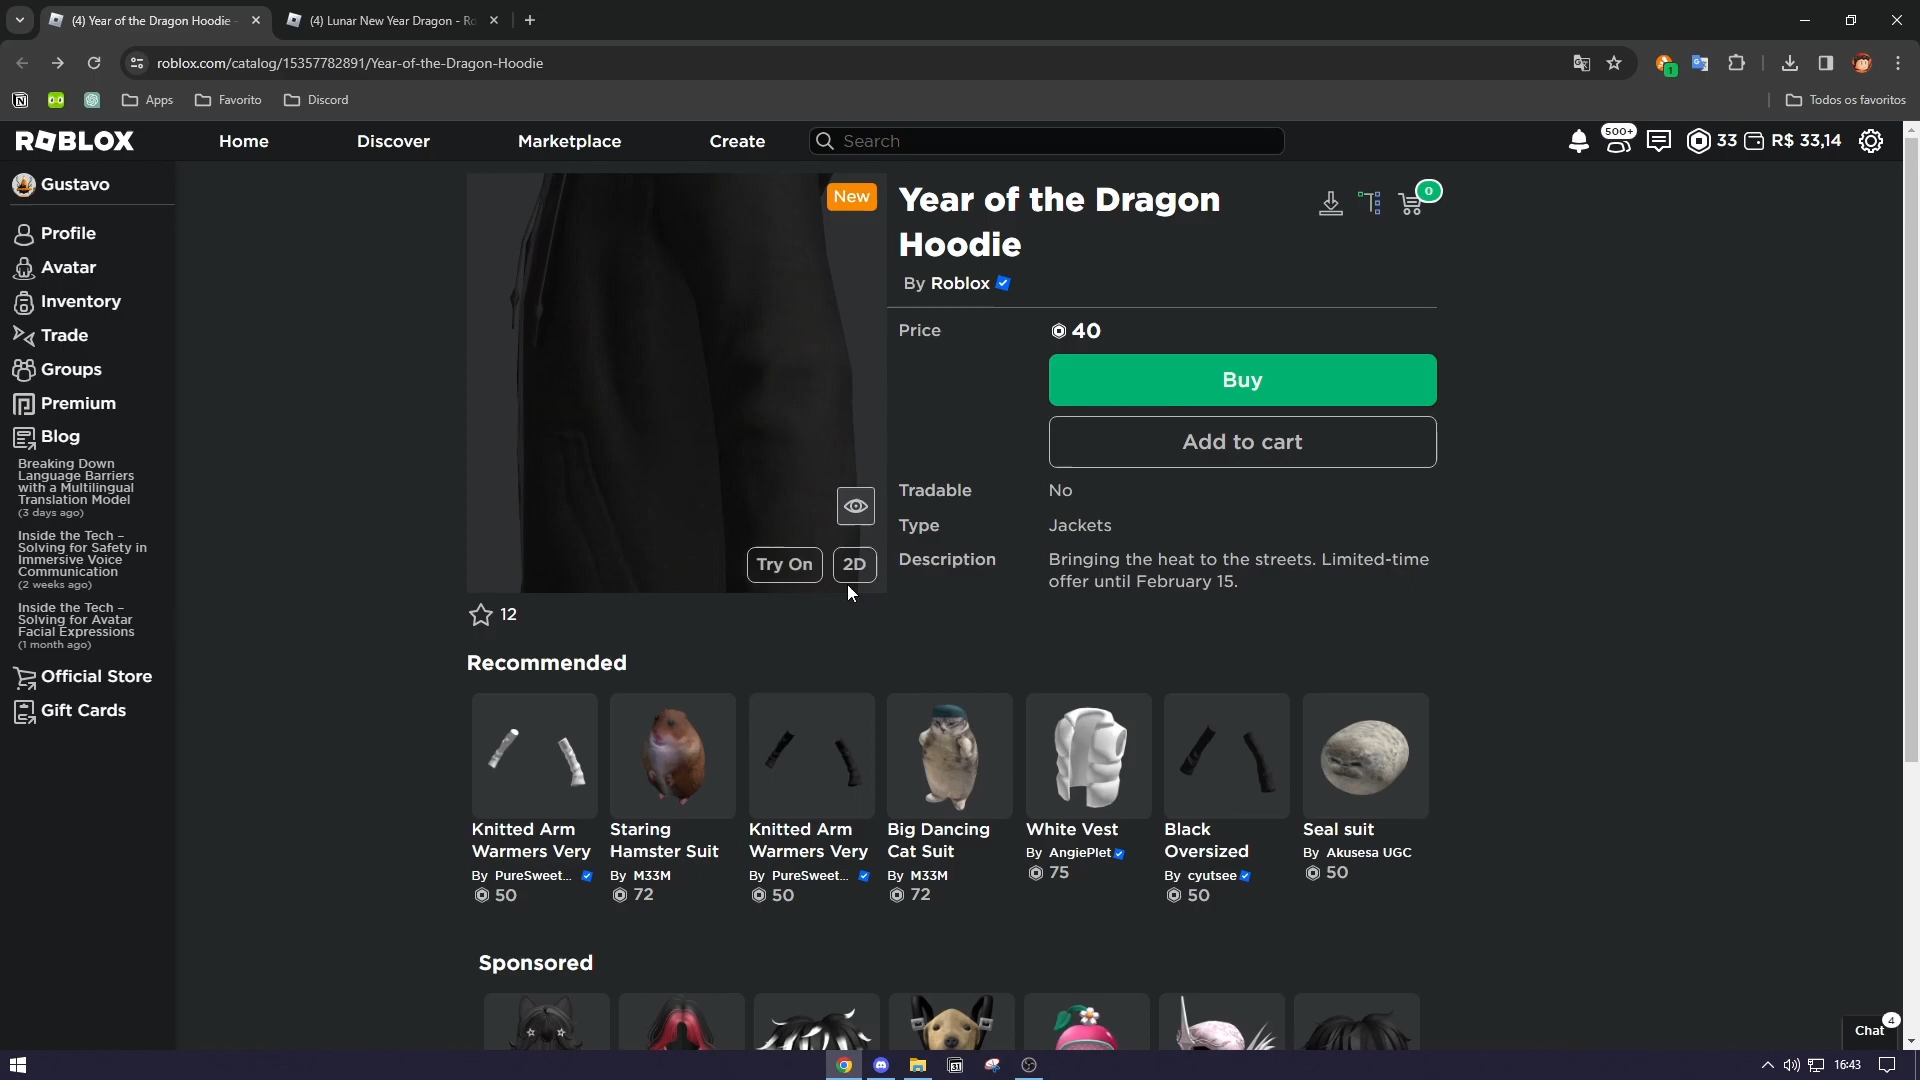 (4) Year of the Dragon Hoodie -
(4) Lunar New Year Dragon - Ro
roblox.com/catalog/15357782891/Year-of-the-Dragon-Hoodie
1
Apps
Favorito
Discord
Todos os favoritos
ROBLOX
Home
Discover
Marketplace
Create
Search
500+
33
R$ 33,14
Gustavo
Profile
Avatar
Inventory
Trade
Groups
Premium
Blog
Breaking Down
Language Barriers
with a Multilingual
Translation Model
(3 days ago)
Inside the Tech -
Solving for Safety in
Immersive Voice
Communication
(2 weeks ago)
Inside the Tech -
Solving for Avatar
Facial Expressions
(1 month ago)
Official Store
Gift Cards
New
Try On
2D
12
Year of the Dragon
Hoodie
0
By Roblox
Price
40
Buy
Add to cart
Tradable
No
Type
Jackets
Description
Bringing the heat to the streets. Limited-time
offer until February 15.
Recommended
Knitted Arm
Warmers Very
By PureSweet...
50
Staring
Hamster Suit
By M33M
72
Knitted Arm
Warmers Very
By PureSweet...
50
Big Dancing
Cat Suit
By M33M
72
White Vest
By AngiePlet
75
Black
Oversized
By cyutsee
50
Seal suit
By Akusesa UGC
50
Sponsored
Chat
4
31
16:43